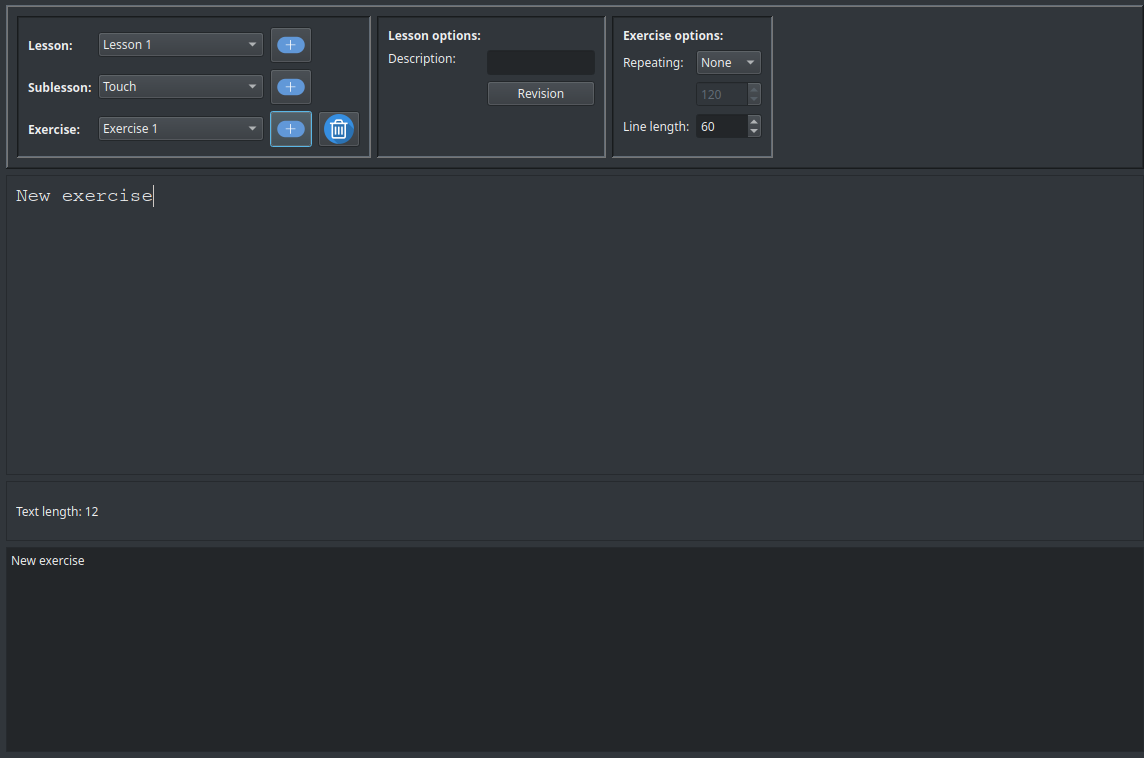 Lesson: Lesson 1
Sublesson: Touch
Exercise: Exercise 1
Lesson options:
Description:
Revision
Exercise options:
Repeating: None
120
Line length: 60
New exercise
Text length: 12
New exercise